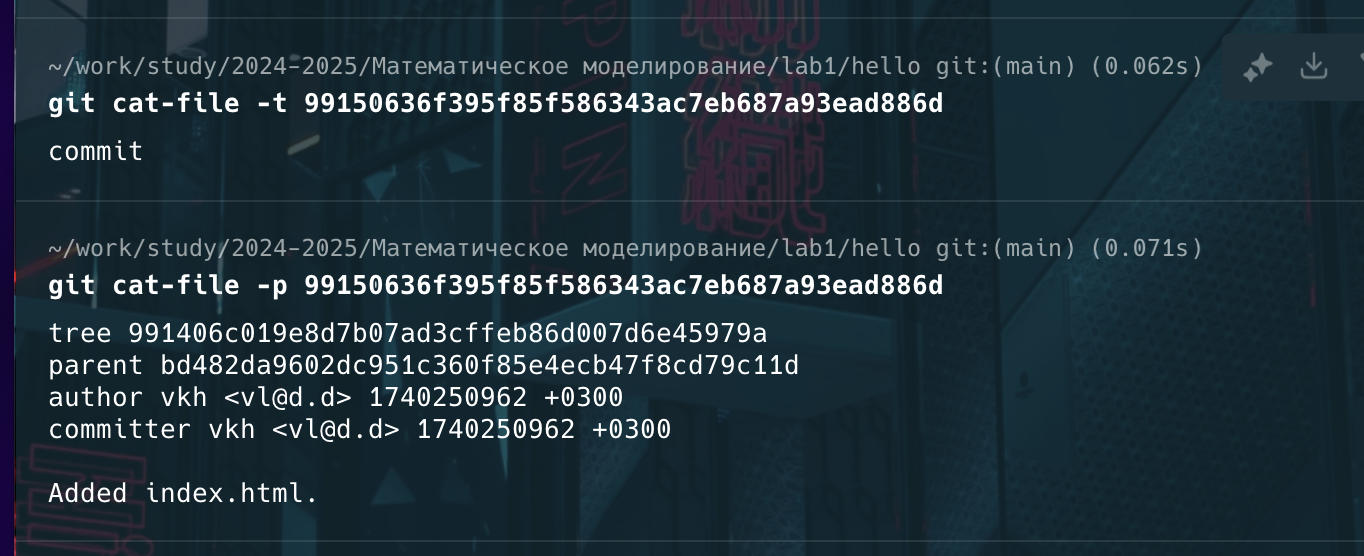 ~/work/study/2024-2025/Математическое моделирование/lab1/hello git:(main) (0.062s)
git cat-file -t 99150636f395f85f586343ac7eb687a93ead886d
commit
~/work/study/2024-2025/Математическое моделирование/lab1/hello git:(main) (0.071s)
git cat-file -p 99150636f395f85f586343ac7eb687a93ead886d
tree 991406c019e8d7b07ad3cffeb86d007d6e45979a
parent bd482da9602dc951c360f85e4ecb47f8cd79c11d
author vkh <vl@d.d> 1740250962 +0300
committer vkh <vl@d.d> 1740250962 +0300
Added index.html.